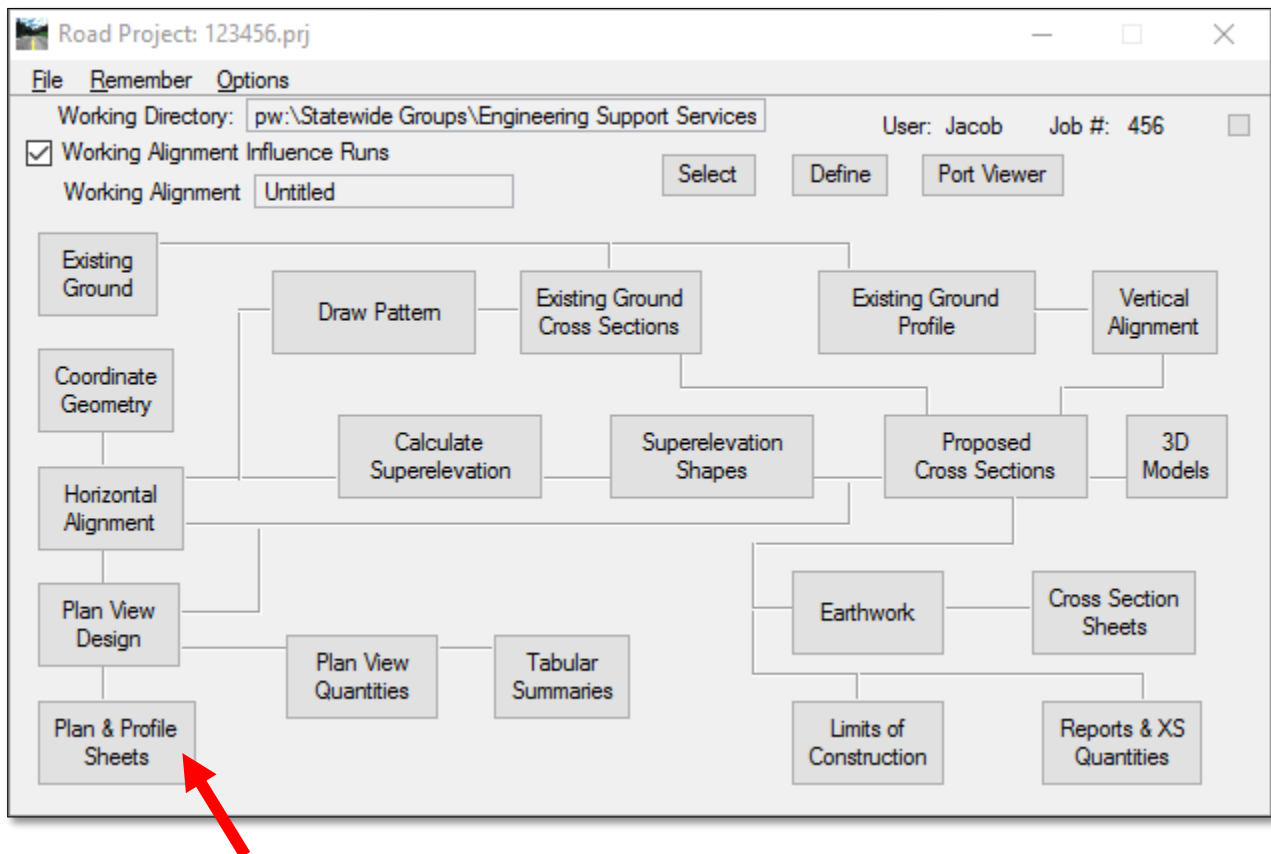 Road Project: 123456.prj
File Remember Options
Working Directory: pw:\Statewide Groups\Engineering Support Services
User: Jacob Job #: 456
Working Alignment Influence Runs
Select Define Port Viewer
Working Alignment Untitled
Existing
Ground
Draw Pattern
Existing Ground
Cross Sections
Existing Ground
Profile
Vertical
Alignment
Coordinate
Geometry
Calculate
Superelevation
Superelevation
Shapes
Proposed
Cross Sections
3D
Models
Horizontal
Alignment
Plan View
Design
Earthwork
Cross Section
Sheets
Plan View
Quantities
Tabular
Summaries
Plan & Profile
Sheets
Limits of
Construction
Reports & XS
Quantities